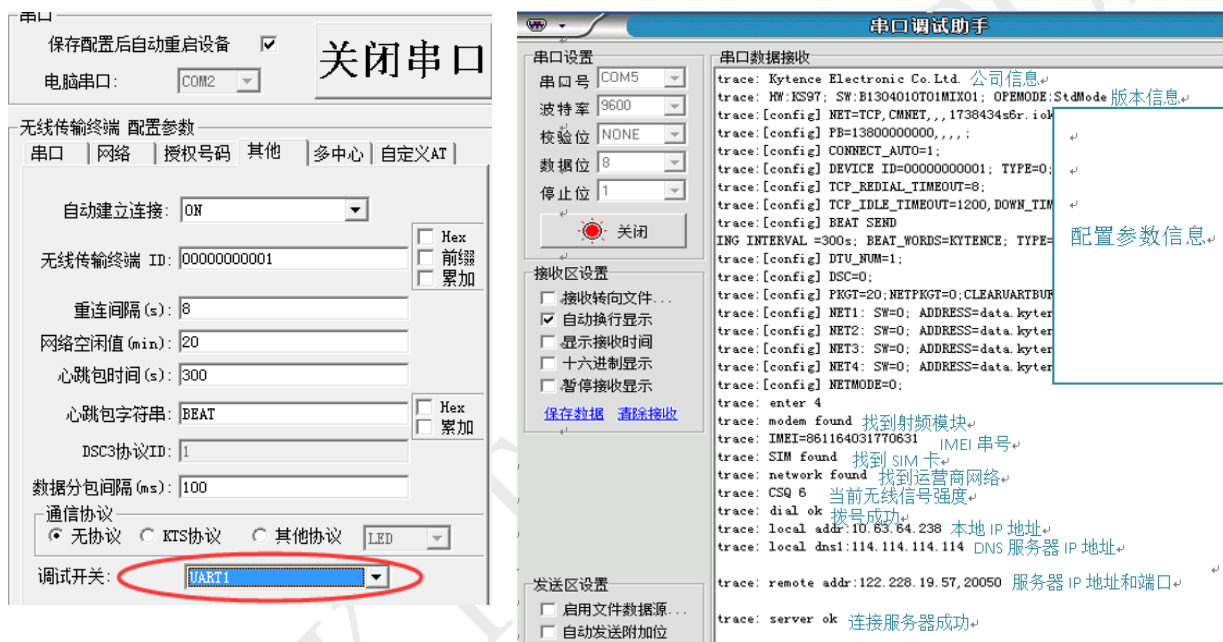 串口
保存配置后自动重启设备
电脑串口: COM2
关闭串口
无线传输终端 配置参数
串口 网络 授权号码 其他 多中心 自定义AT
自动建立连接: ON
无线传输终端 ID: 00000000001
Hex
前缀
累加
重连间隔(s): 8
网络空闲值(min): 20
心跳包时间(s): 300
心跳包字符串: BEAT
Hex
累加
DSC3协议ID: 1
数据分包间隔(ms): 100
通信协议
无协议 KTS协议 其他协议 LED
调试开关: UART1
串口调试助手
串口设置
串口号 COM5
波特率 9600
校验位 NONE
数据位 8
停止位 1
关闭
接收区设置
接收转向文件...
自动换行显示
显示接收时间
十六进制显示
暂停接收显示
保存数据 清除接收
发送区设置
启用文件数据源...
自动发送附加位
串口数据接收
trace: Kytence Electronic Co.Ltd. 公司信息
trace: HW:KS97; SW:B1304010T01MIX01; OPEMODE:StdMode 版本信息
trace:[config] NET=TCP,CMNET,,,1738434s6r.iok
trace:[config] PB=13800000000,,,,;
trace:[config] CONNECT_AUTO=1;
trace:[config] DEVICE ID=00000000001; TYPE=0;
trace:[config] TCP_REDIAL_TIMEOUT=8;
trace:[config] TCP_IDLE_TIMEOUT=1200,DOWN_TIM
trace:[config] BEAT SEND
ING INTERVAL =300s; BEAT_WORDS=KYTENCE; TYPE=
trace:[config] DTU_NUM=1;
trace:[config] DSC=0;
trace:[config] PKGT=20;NETPKGT=0;CLEARUARTBUF
trace:[config] NET1: SW=0; ADDRESS=data.kyter
trace:[config] NET2: SW=0; ADDRESS=data.kyter
trace:[config] NET3: SW=0; ADDRESS=data.kyter
trace:[config] NET4: SW=0; ADDRESS=data.kyter
trace:[config] NETMODE=0;
配置参数信息
trace: enter 4
trace: modem found 找到射频模块
trace: IMEI=861164031770631 IMEI 串号
trace: SIM found 找到 SIM 卡
trace: network found 找到运营商网络
trace: CSQ 6 当前无线信号强度
trace: dial ok 拨号成功
trace: local addr:10.63.64.238 本地 IP 地址
trace: local dns1:114.114.114.114 DNS 服务器 IP 地址
trace: remote addr:122.228.19.57,20050 服务器 IP 地址和端口
trace: server ok 连接服务器成功